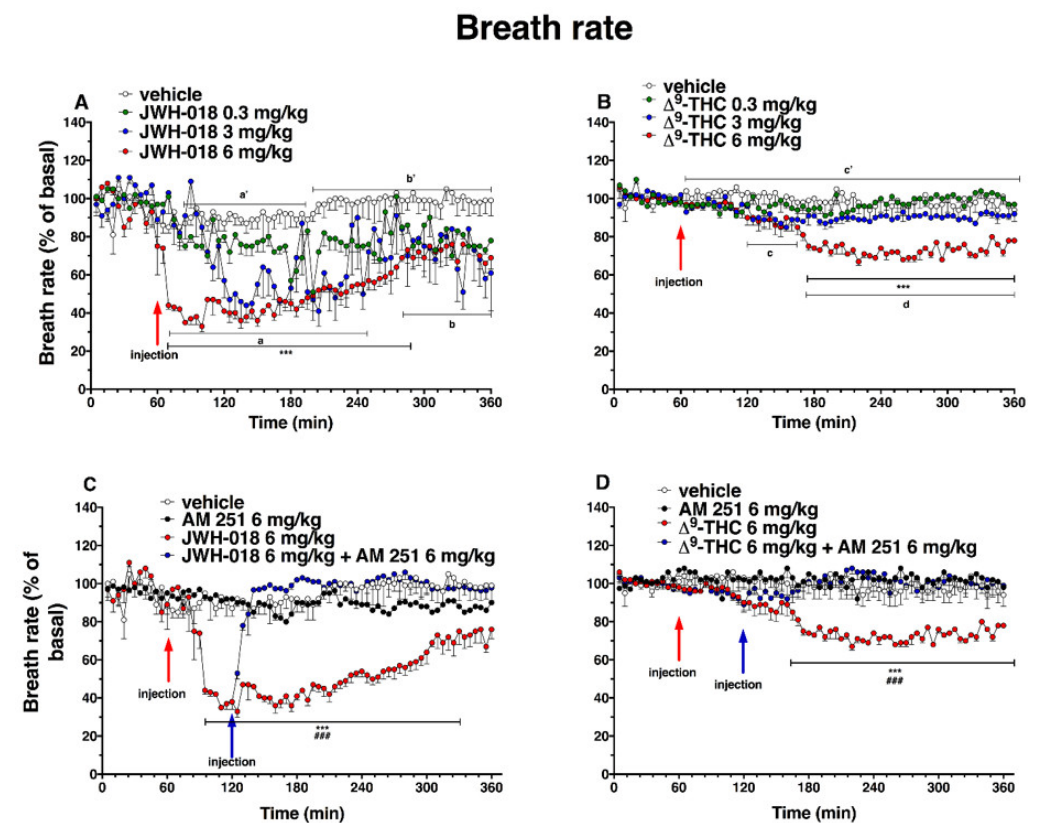 Breath rate
A
vehicle
JWH-018 0.3 mg/kg
JWH-018 3 mg/kg
JWH-018 6 mg/kg
Breath rate (% of basal)
140
120
100
80
60
40
20
0
a'
b'
injection
a
***
b
0 60 120 180 240 300 360
Time (min)
B
vehicle
Δ9-THC 0.3 mg/kg
Δ9-THC 3 mg/kg
Δ9-THC 6 mg/kg
Breath rate (% of basal)
140
120
100
80
60
40
20
0
c'
c
injection
***
d
0 60 120 180 240 300 360
Time (min)
C
vehicle
AM 251 6 mg/kg
JWH-018 6 mg/kg
JWH-018 6 mg/kg + AM 251 6 mg/kg
Breath rate (% of
basal)
140
120
100
80
60
40
20
0
injection
***
###
injection
0 60 120 180 240 300 360
Time (min)
D
vehicle
AM 251 6 mg/kg
Δ9-THC 6 mg/kg
Δ9-THC 6 mg/kg + AM 251 6 mg/kg
140
120
100
80
60
40
20
0
injection
injection
***
###
0 60 120 180 240 300 360
Time (min)